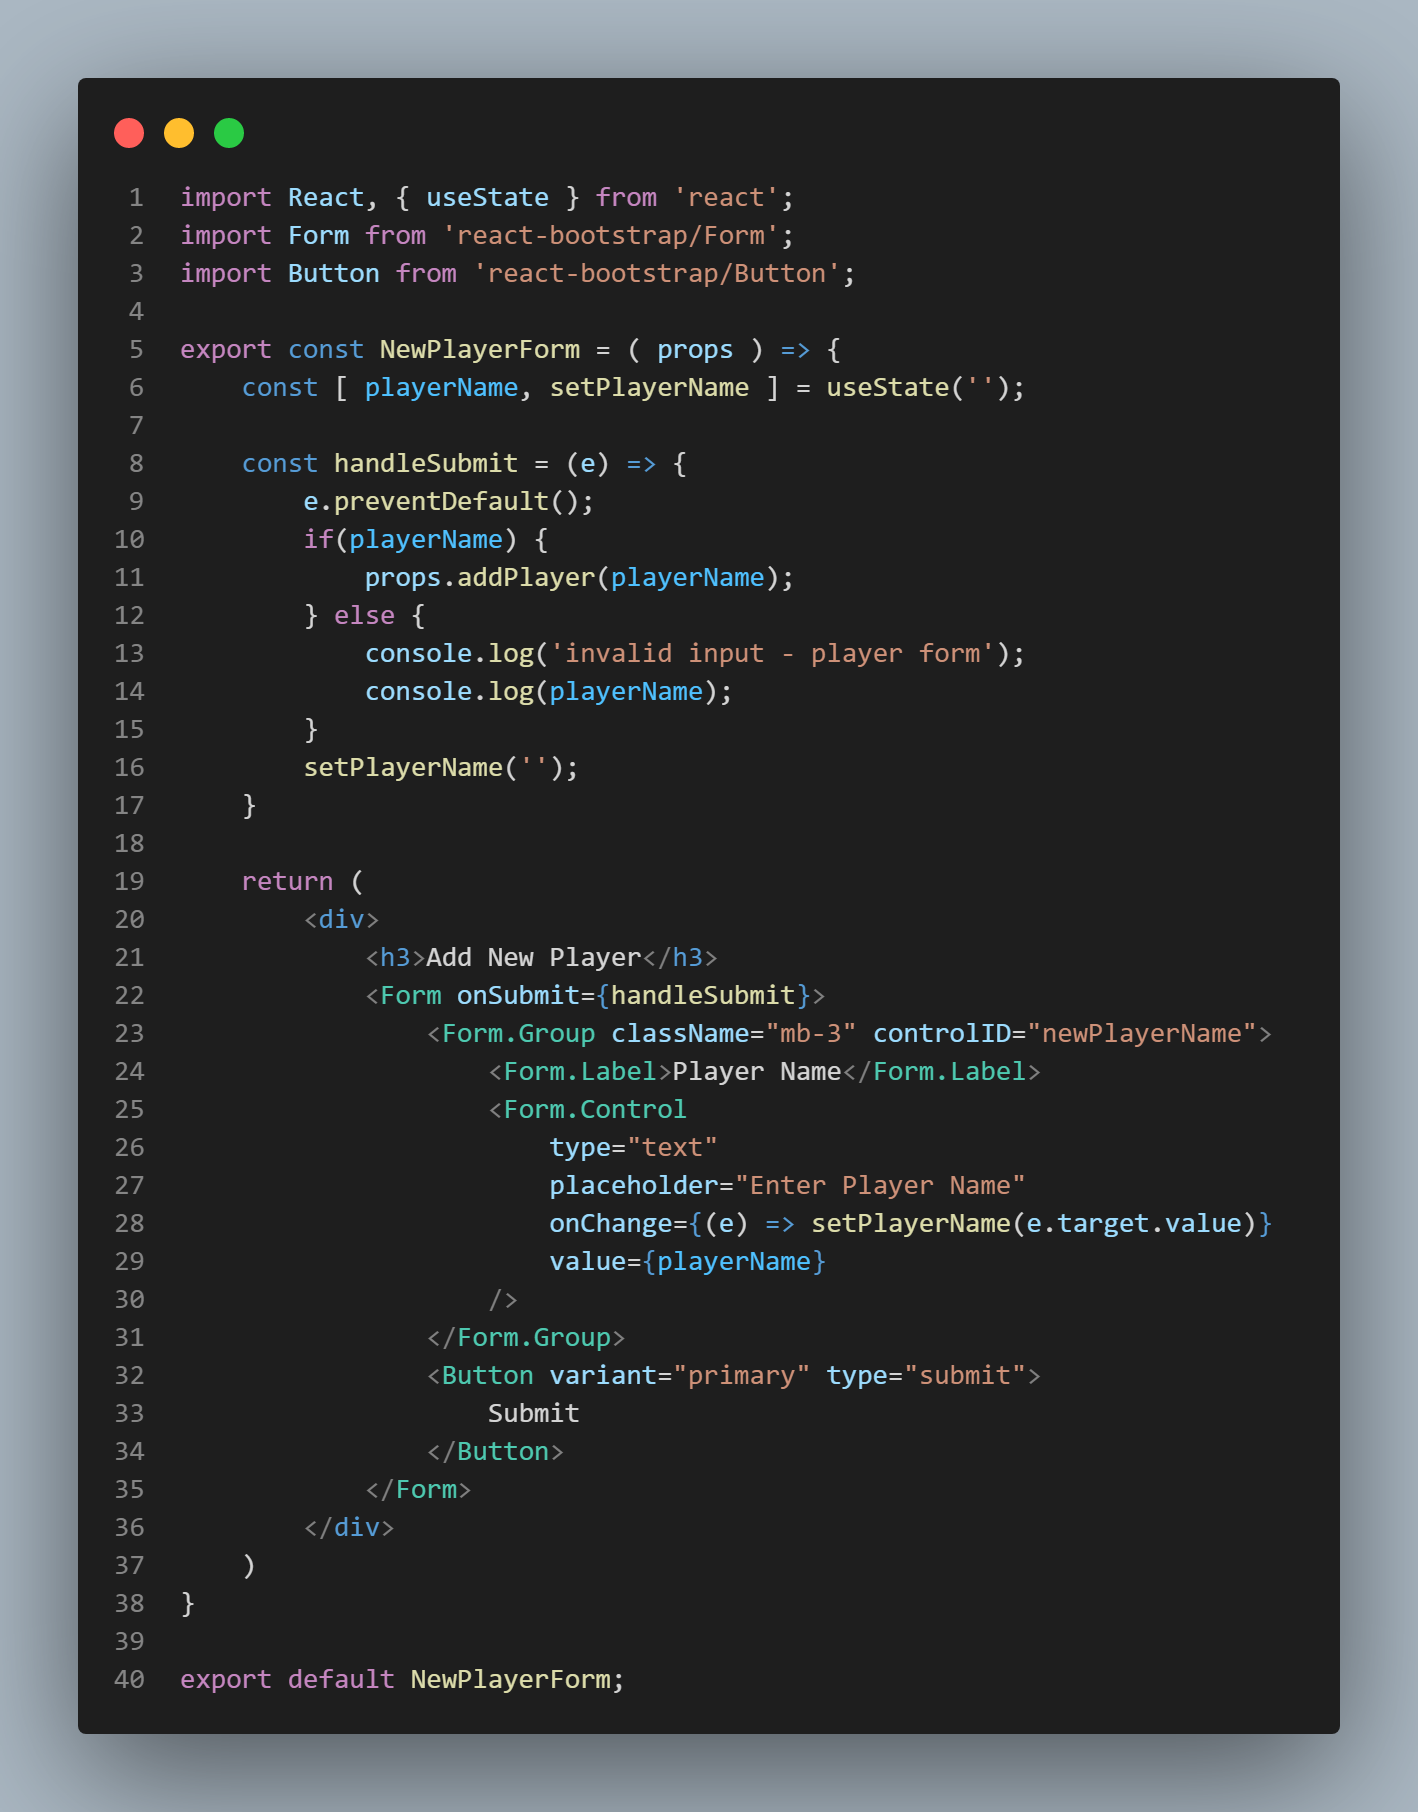 1 import React, { useState } from 'react';
2 import Form from 'react-bootstrap/Form';
3 import Button from 'react-bootstrap/Button';
4
5 export const NewPlayerForm = ( props ) => {
6     const [ playerName, setPlayerName ] = useState('');
7
8     const handleSubmit = (e) => {
9         e.preventDefault();
10         if(playerName) {
11             props.addPlayer(playerName);
12         } else {
13             console.log('invalid input - player form');
14             console.log(playerName);
15         }
16         setPlayerName('');
17     }
18
19     return (
20         <div>
21             <h3>Add New Player</h3>
22             <Form onSubmit={handleSubmit}>
23                 <Form.Group className="mb-3" controlID="newPlayerName">
24                     <Form.Label>Player Name</Form.Label>
25                     <Form.Control
26                         type="text"
27                         placeholder="Enter Player Name"
28                         onChange={(e) => setPlayerName(e.target.value)}
29                         value={playerName}
30                     />
31                 </Form.Group>
32                 <Button variant="primary" type="submit">
33                     Submit
34                 </Button>
35             </Form>
36         </div>
37     )
38 }
39
40 export default NewPlayerForm;